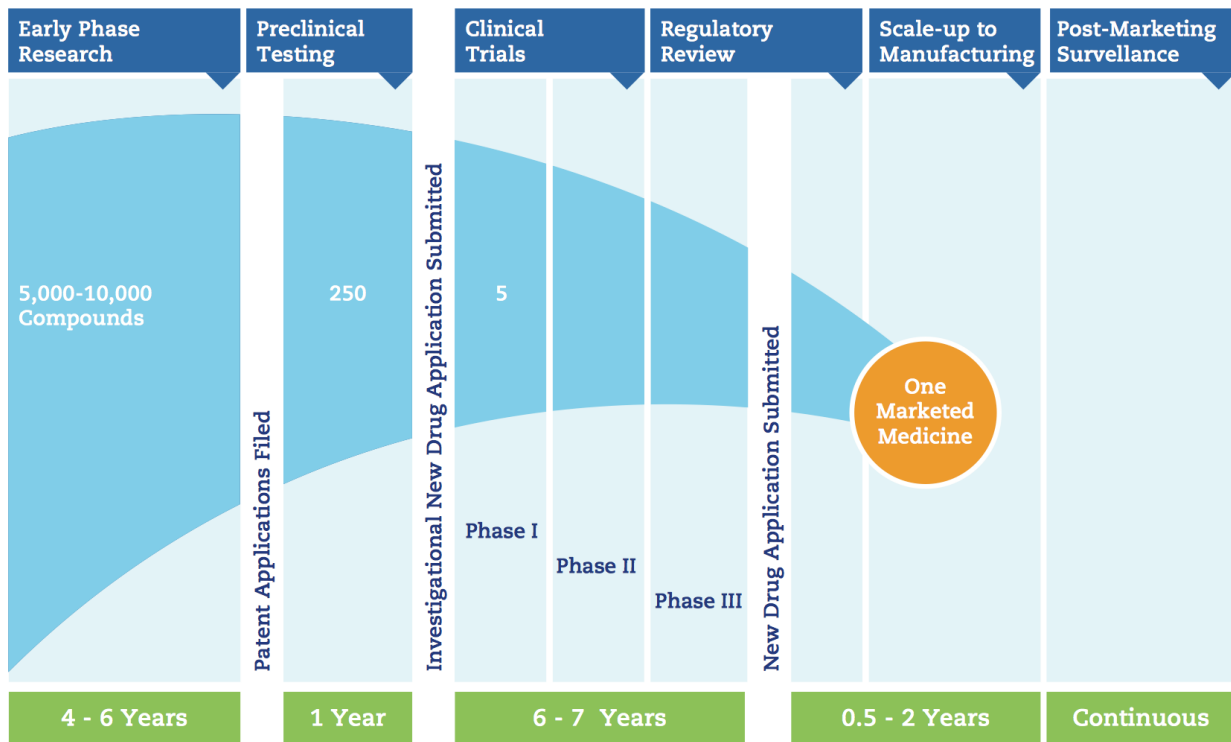 Early Phase
Research
Preclinical
Testing
Clinical
Trials
Regulatory
Review
Scale-up to
Manufacturing
Post-Marketing
Survellance
5,000-10,000
Compounds
Patent Applications Filed
250
Investigational New Drug Application Submitted
5
Phase I
Phase II
Phase III
New Drug Application Submitted
One
Marketed
Medicine
4 - 6 Years
1 Year
6 - 7 Years
0.5 - 2 Years
Continuous